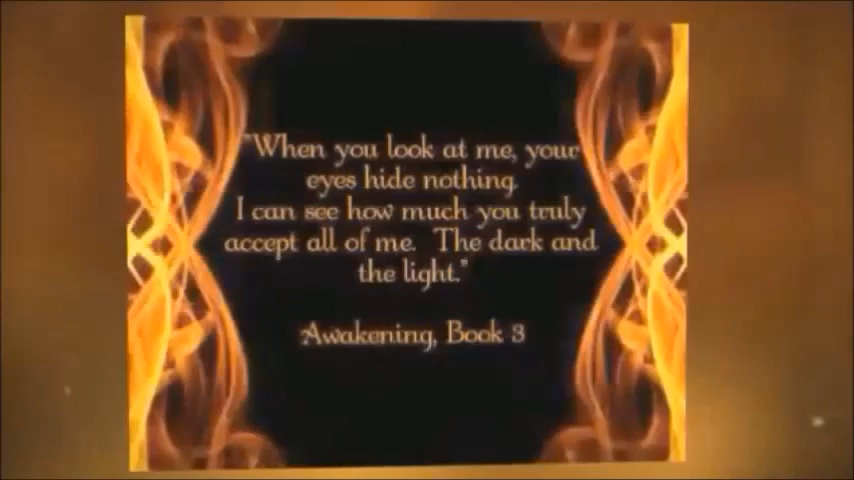 "When you look at me, your
eyes hide nothing.
I can see how much you truly
accept all of me. The dark and
the light."
Awakening, Book 3